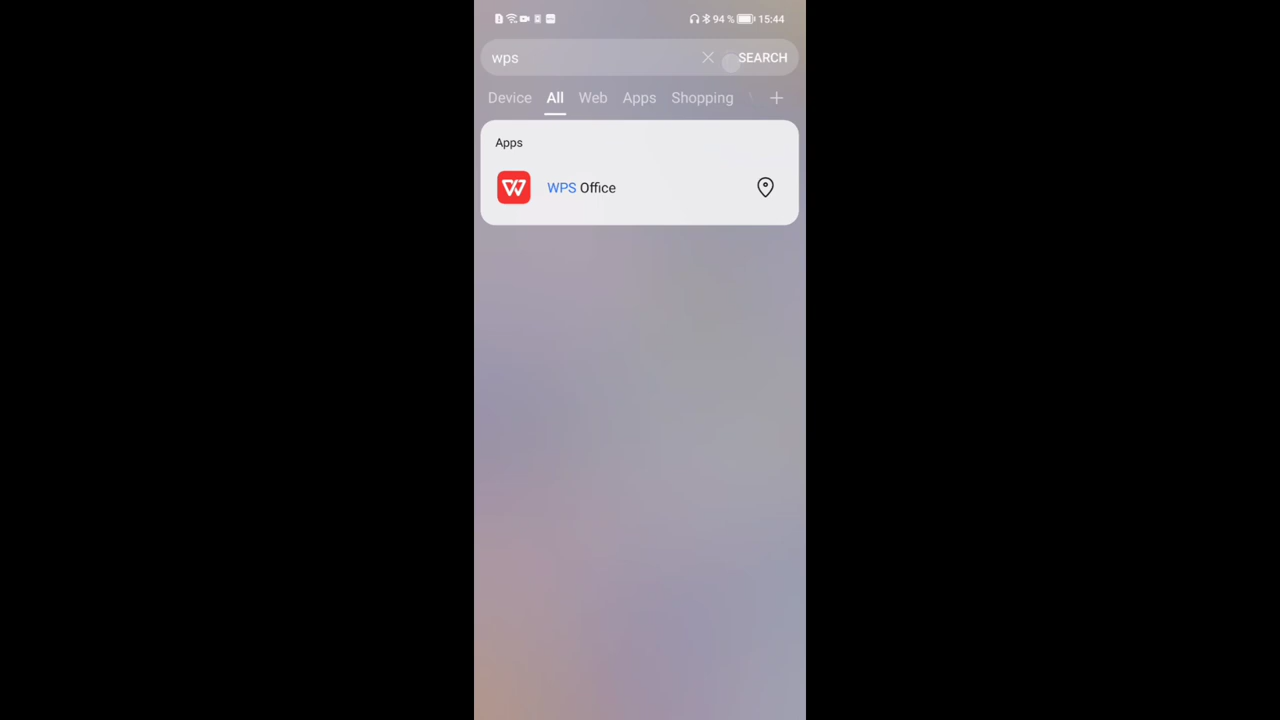 94 % 15:44
wps SEARCH
Device All Web Apps Shopping
Apps
WPS Office